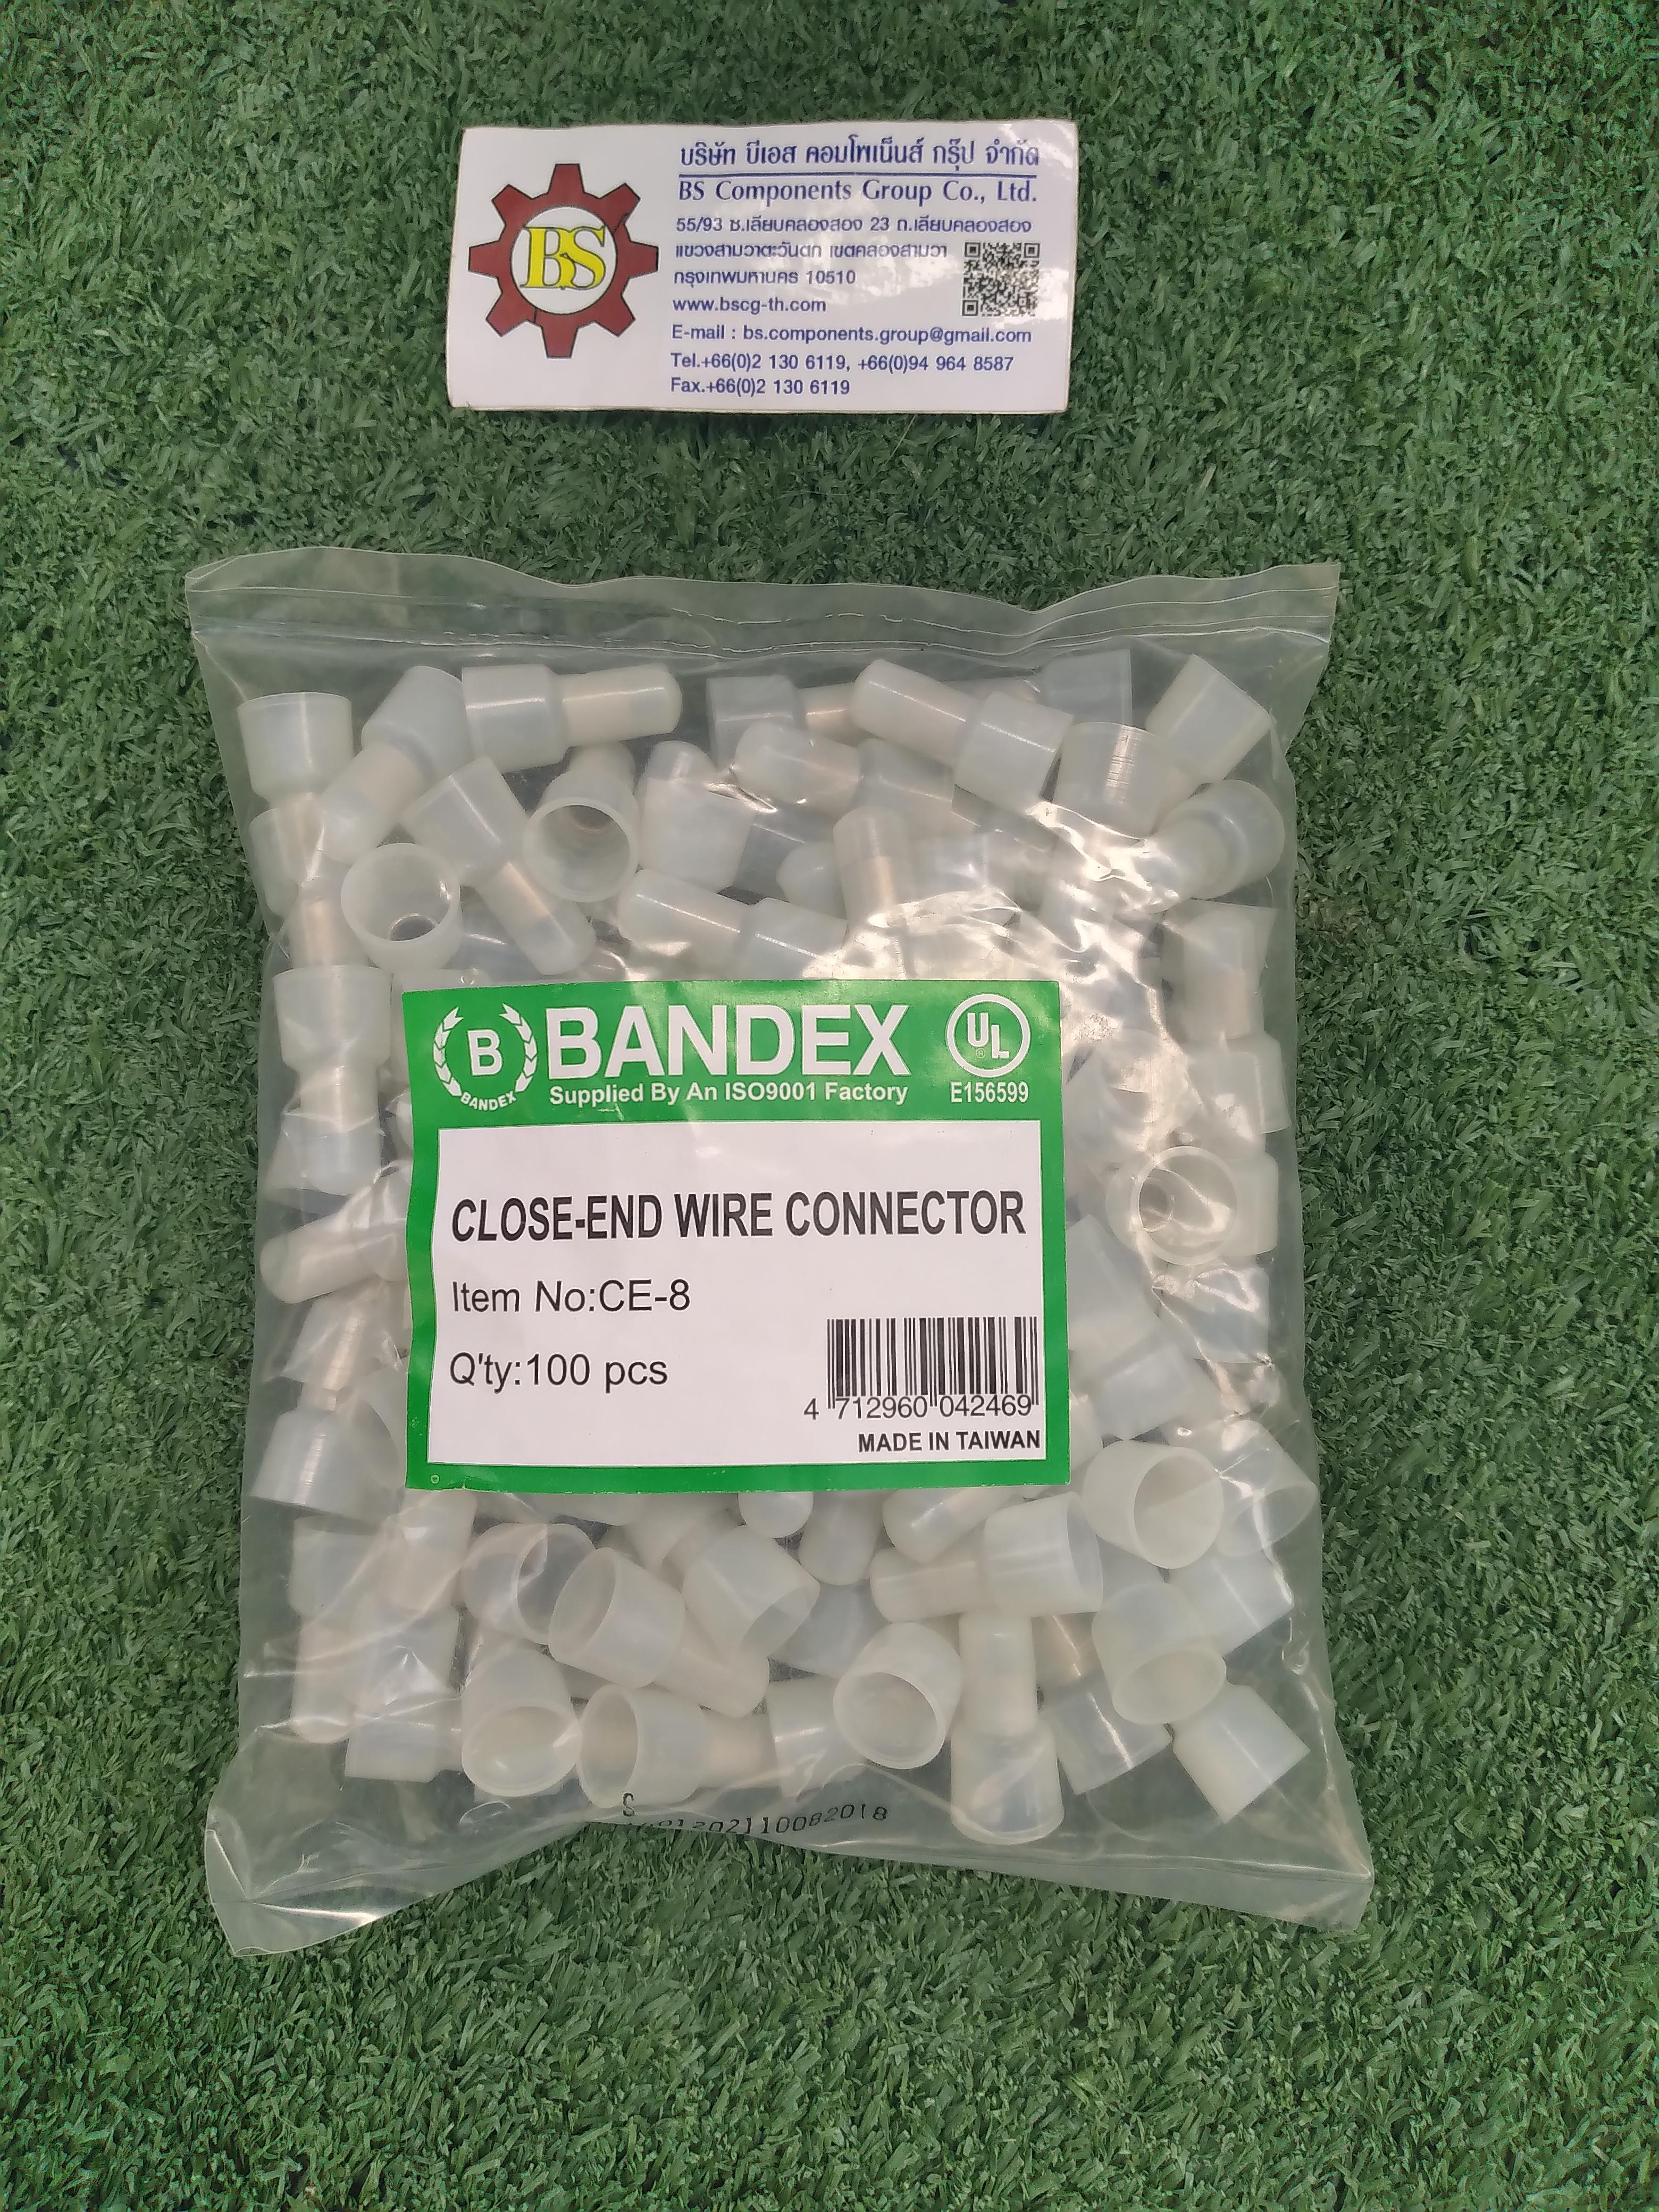 บริษัท บีเอส คอมโพเน็นส์ กรุ๊ป จำกัด
BS Components Group Co., Ltd.
55/93 ซ.เลียบคลองสอง 23 ถ.เลียบคลองสอง
แขวงสามวาตะวันตก เขตคลองสามวา
กรุงเทพมหานคร 10510
www.bscg-th.com
E-mail : bs.components.group@gmail.com
Tel.+66(0)2 130 6119, +66(0)94 964 8587
Fax.+66(0)2 130 6119
BS
B
BANDEX
BANDEX
Supplied By An ISO9001 Factory
UL
®
E156599
CLOSE-END WIRE CONNECTOR
Item No:CE-8
Q'ty:100 pcs
4 712960 042469
MADE IN TAIWAN
S